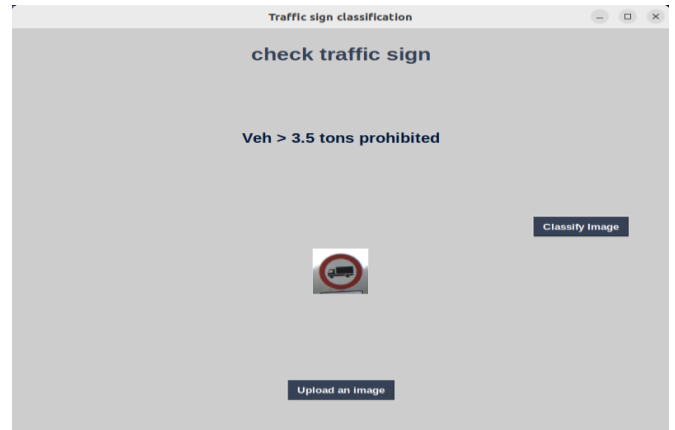 Traffic sign classification
check traffic sign
Veh > 3.5 tons prohibited
Classify Image
Upload an image